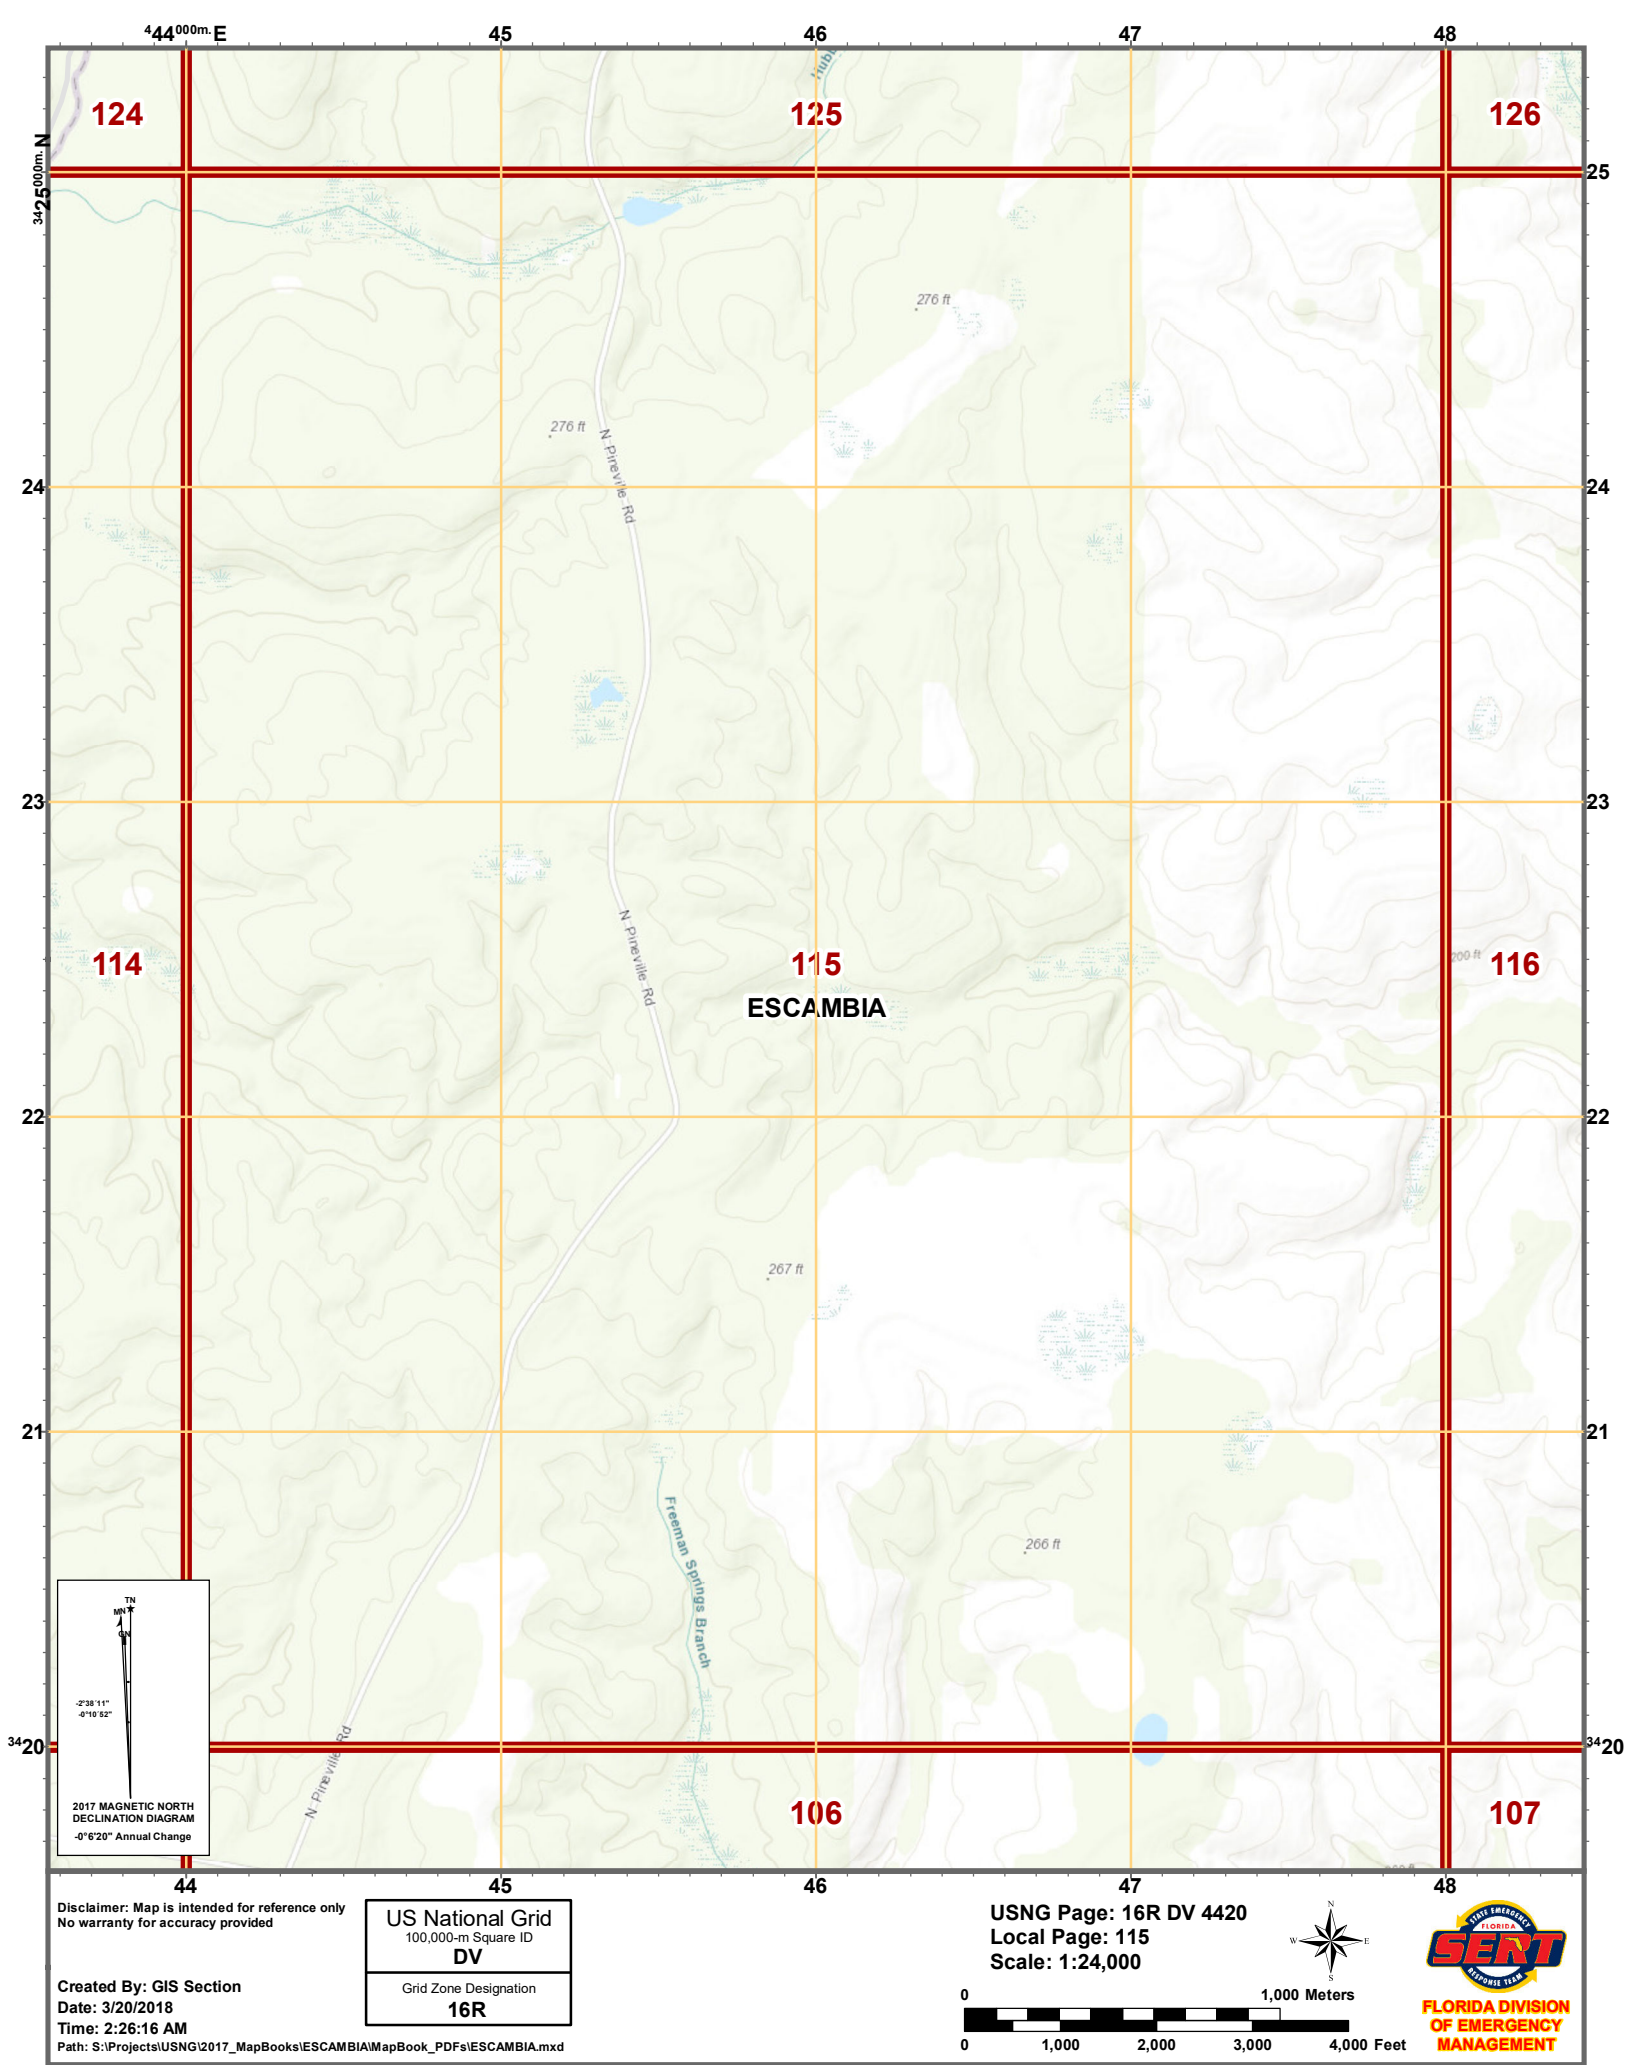 444000m. E
45
46
47
48
124
125
126
3425000m. N
25
276 ft
276 ft
N Pineville Rd
24
24
23
23
N Pineville Rd
114
115
116
200 ft
ESCAMBIA
22
22
267 ft
21
21
Freeman Springs Branch
266 ft
TN
MN
GN
-2°38'11"
-0°10'52"
N Pineville Rd
3420
3420
2017 MAGNETIC NORTH
DECLINATION DIAGRAM
-0°6'20" Annual Change
106
107
44
45
46
47
48
Disclaimer: Map is intended for reference only
No warranty for accuracy provided
Created By: GIS Section
Date: 3/20/2018
Time: 2:26:16 AM
Path: S:\Projects\USNG\2017_MapBooks\ESCAMBIA\MapBook_PDFs\ESCAMBIA.mxd
US National Grid
100,000-m Square ID
DV
Grid Zone Designation
16R
USNG Page: 16R DV 4420
Local Page: 115
Scale: 1:24,000
N
W E
S
0 1,000 Meters
0 1,000 2,000 3,000 4,000 Feet
STATE EMERGENCY
FLORIDA
SERT
RESPONSE TEAM
FLORIDA DIVISION
OF EMERGENCY
MANAGEMENT